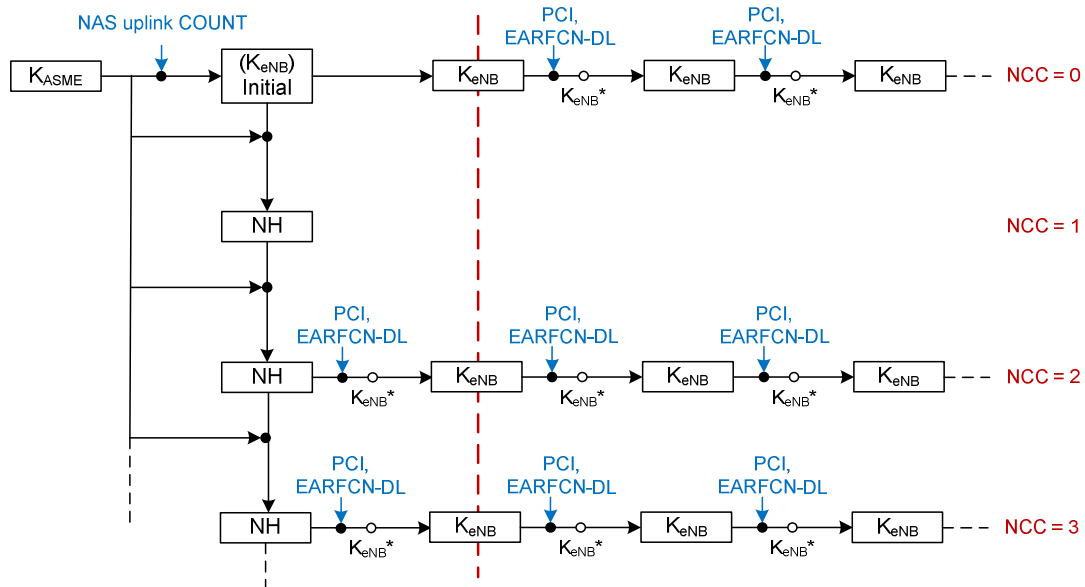 NAS uplink COUNT
PCI,
EARFCN-DL
PCI,
EARFCN-DL
KASME
(KeNB)
Initial
KeNB
KeNB*
KeNB
KeNB*
KeNB
NCC = 0
NH
NCC = 1
PCI,
EARFCN-DL
PCI,
EARFCN-DL
PCI,
EARFCN-DL
NH
KeNB*
KeNB
KeNB*
KeNB
KeNB*
KeNB
NCC = 2
PCI,
EARFCN-DL
PCI,
EARFCN-DL
PCI,
EARFCN-DL
NH
KeNB*
KeNB
KeNB*
KeNB
KeNB*
KeNB
NCC = 3